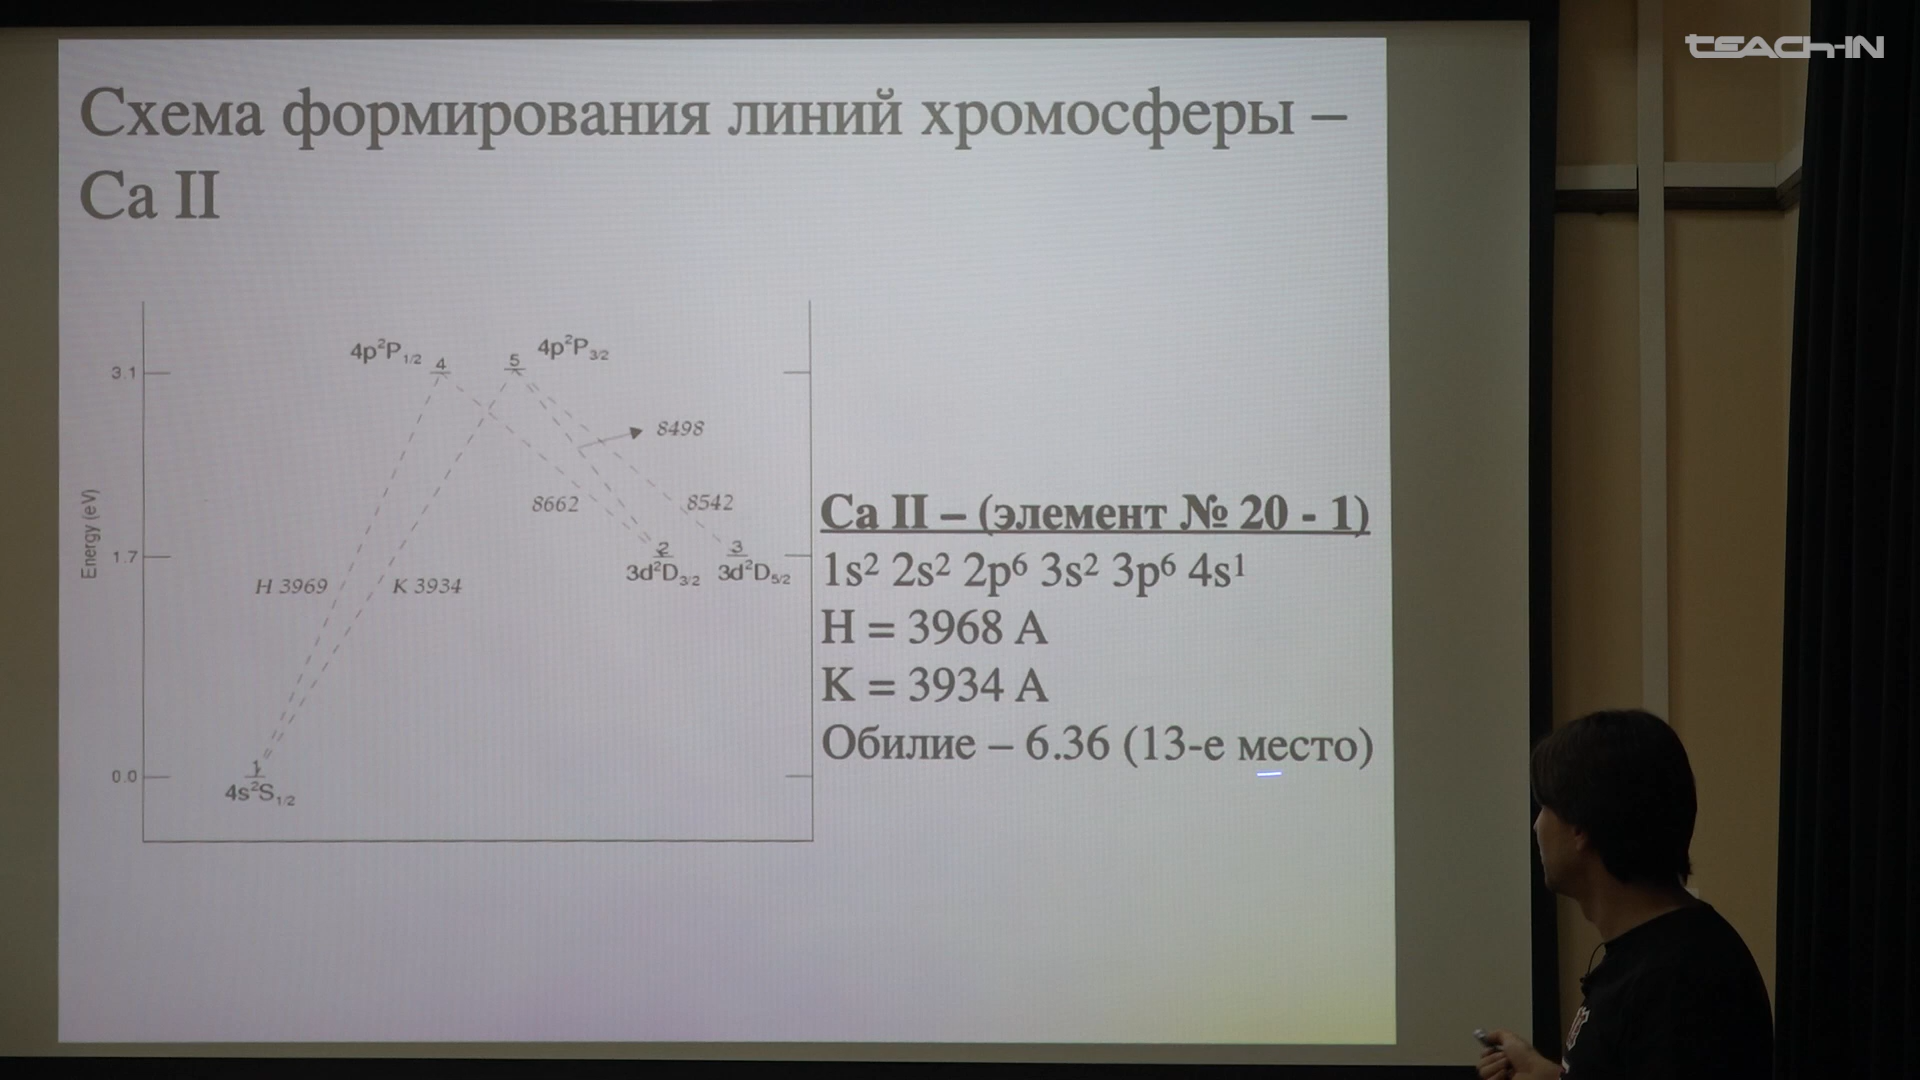 teach-in
Схема формирования линий хромосферы –
Ca II
4p²P₁/₂ 4
5 4p²P₃/₂
3.1
8498
8662
8542
Energy (eV)
1.7
2
3d²D₃/₂
3
3d²D₅/₂
H 3969
K 3934
0.0
1
4s²S₁/₂
Ca II – (элемент № 20 - 1)
1s² 2s² 2p⁶ 3s² 3p⁶ 4s¹
H = 3968 A
K = 3934 A
Обилие – 6.36 (13-е место)